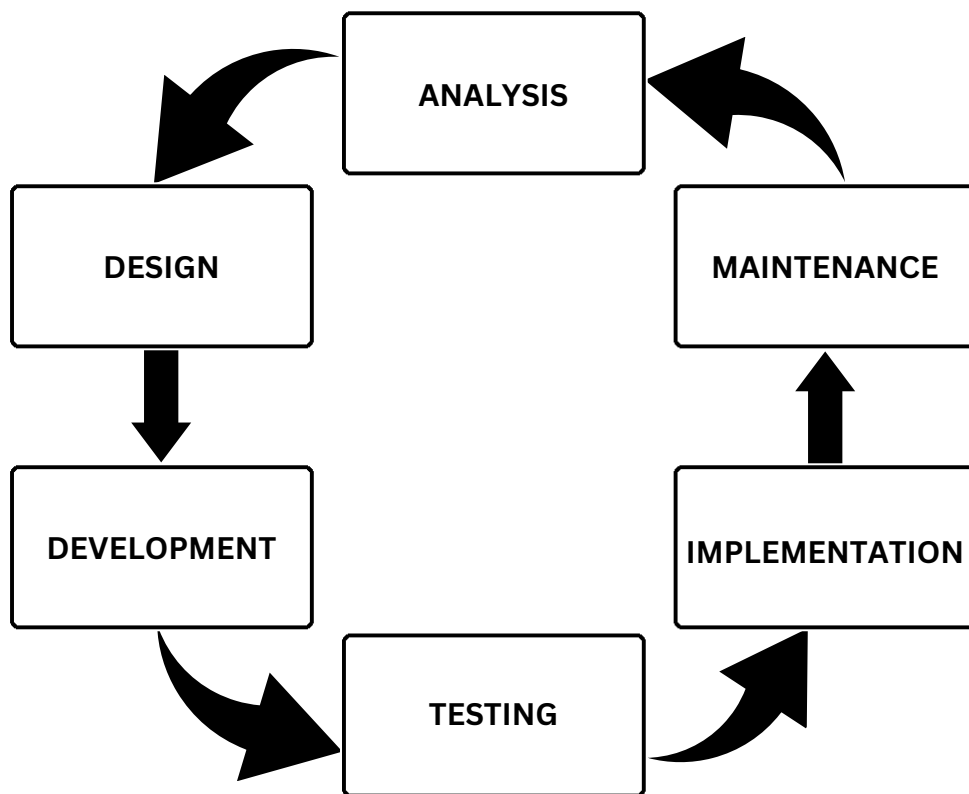 ANALYSIS
DESIGN
MAINTENANCE
DEVELOPMENT
IMPLEMENTATION
TESTING